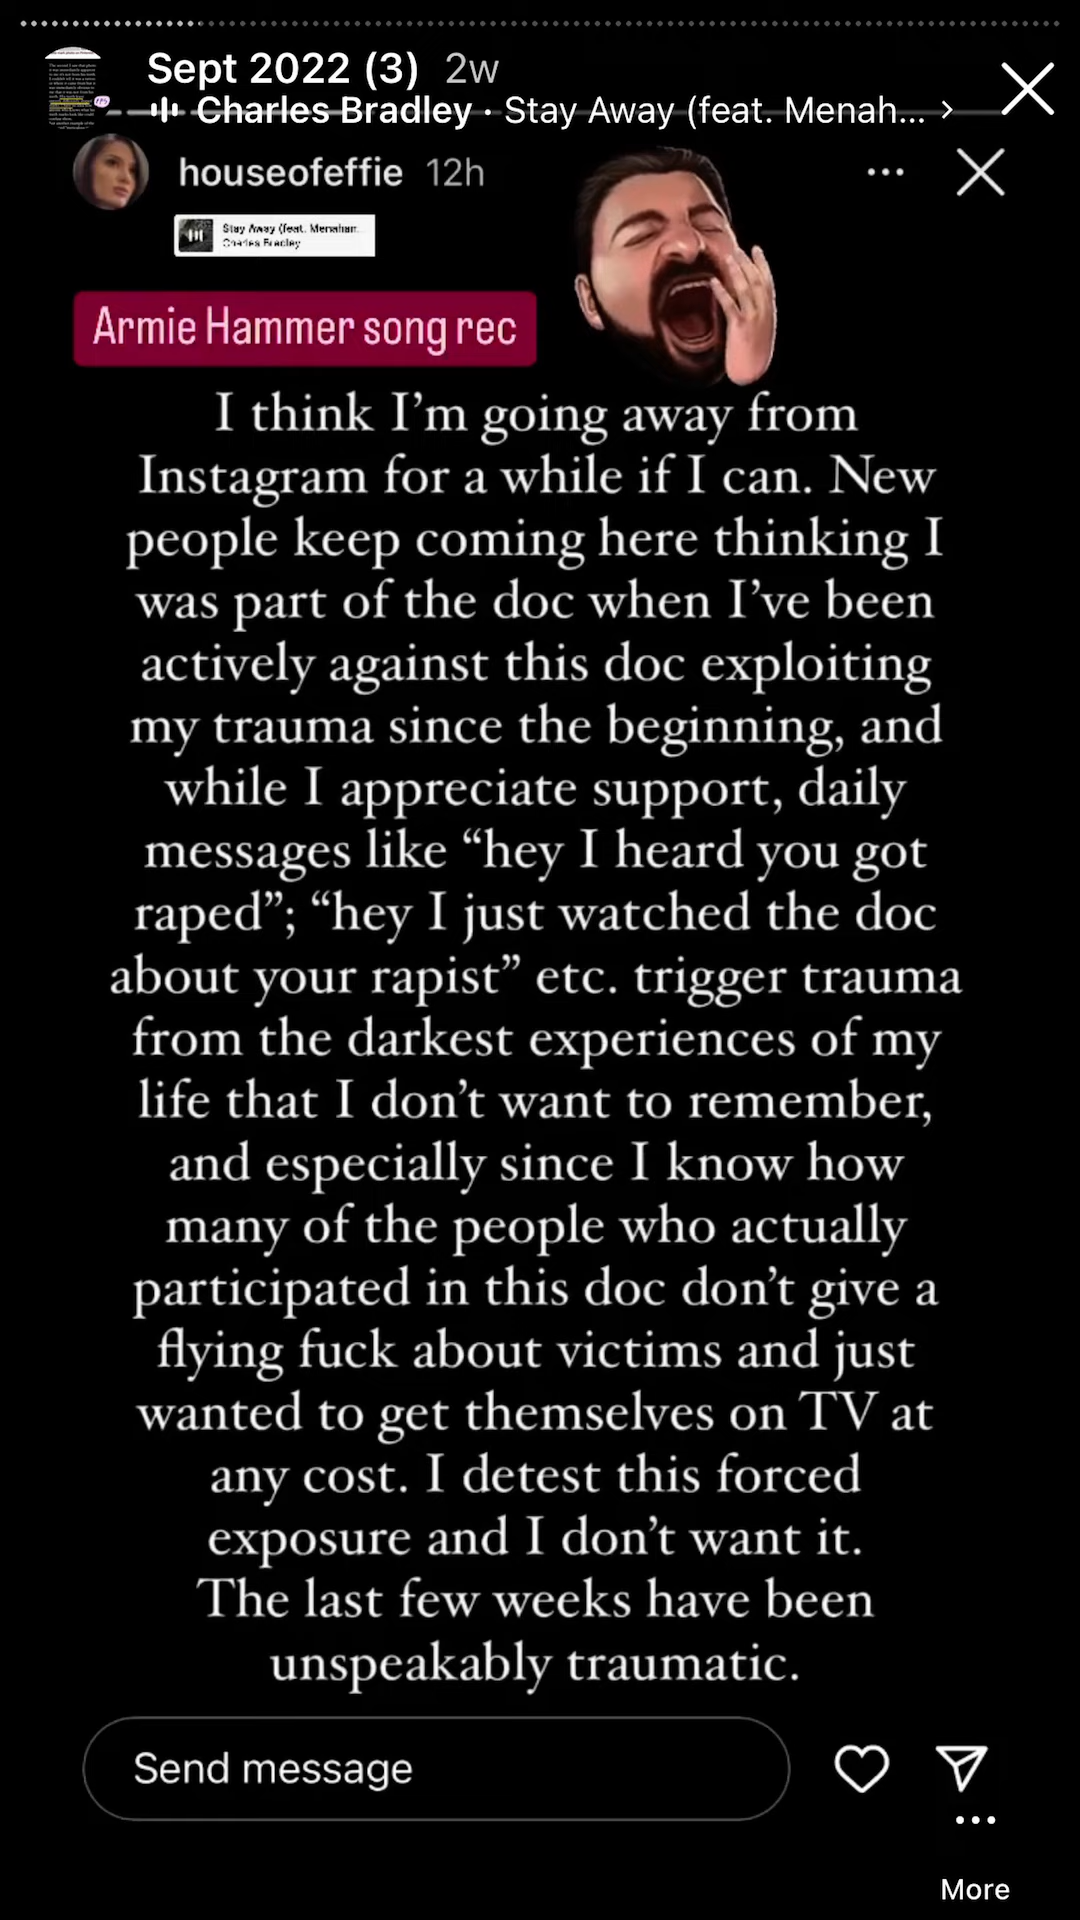 Sept 2022 (3) 2w
Charles Bradley · Stay Away (feat. Menah... >
houseofeffie 12h
Stay Away (feat. Menahan...
Charles Bradley
Armie Hammer song rec
I think I’m going away from
Instagram for a while if I can. New
people keep coming here thinking I
was part of the doc when I’ve been
actively against this doc exploiting
my trauma since the beginning, and
while I appreciate support, daily
messages like “hey I heard you got
raped”; “hey I just watched the doc
about your rapist” etc. trigger trauma
from the darkest experiences of my
life that I don’t want to remember,
and especially since I know how
many of the people who actually
participated in this doc don’t give a
flying fuck about victims and just
wanted to get themselves on TV at
any cost. I detest this forced
exposure and I don’t want it.
The last few weeks have been
unspeakably traumatic.
Send message
More